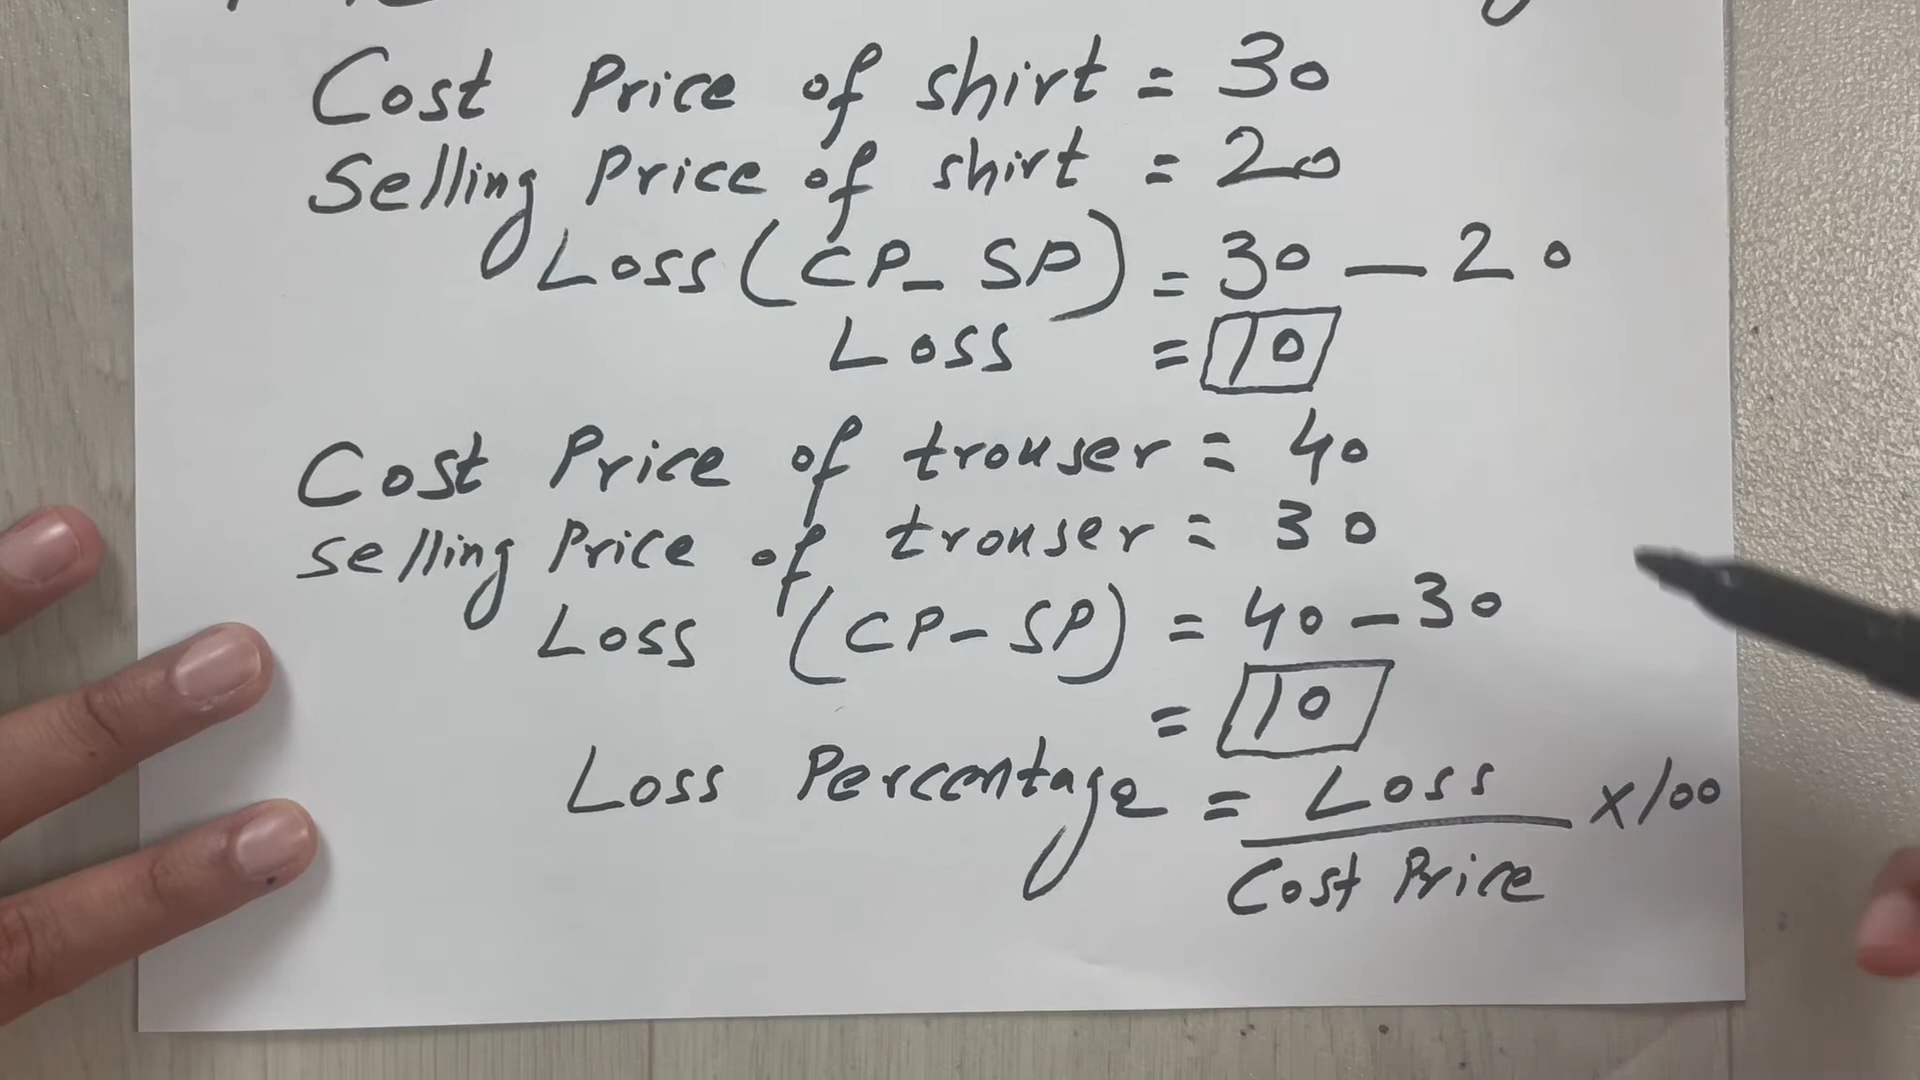 Cost Price of shirt = 30
Selling Price of shirt = 20
Loss (CP - SP) = 30 - 20
Loss = 10
Cost Price of trouser = 40
Selling Price of trouser = 30
Loss (CP - SP) = 40 - 30
= 10
Loss Percentage = Loss x 100
Cost Price